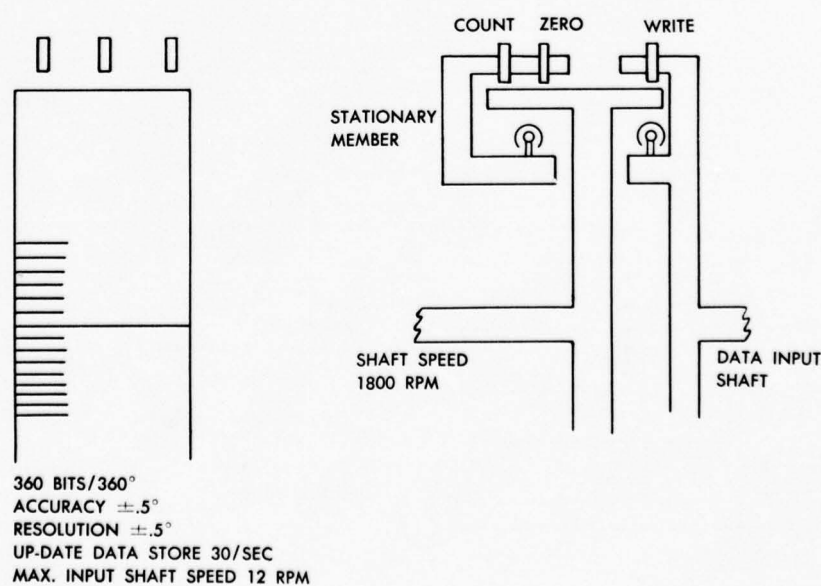 COUNT ZERO WRITE
STATIONARY
MEMBER
SHAFT SPEED
1800 RPM
DATA INPUT
SHAFT
360 BITS/360°
ACCURACY ±.5°
RESOLUTION ±.5°
UP-DATE DATA STORE 30/SEC
MAX. INPUT SHAFT SPEED 12 RPM